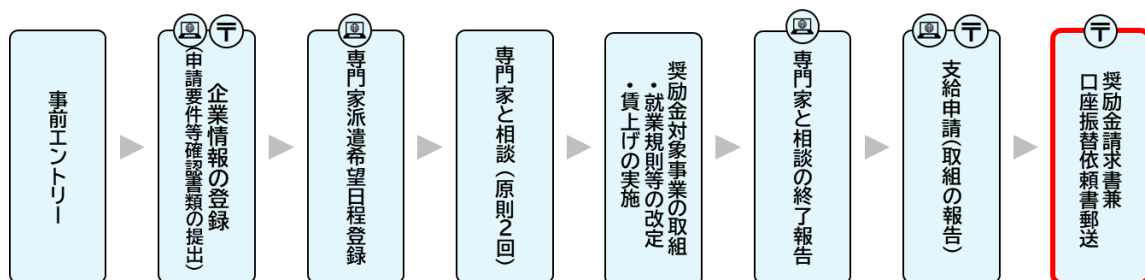 事前エントリー
企業情報の登録
(申請要件等確認書類の提出)
専門家派遣希望日程登録
専門家と相談(原則2回)
奨励金対象事業の取組
・就業規則等の改定
・賃上げの実施
専門家と相談の終了報告
支給申請(取組の報告)
奨励金請求書兼
口座振替依頼書郵送